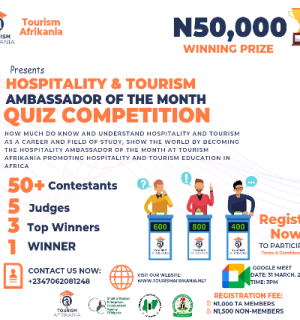 Tourism
Afrikania
N50,000
WINNING PRIZE
Presents
HOSPITALITY & TOURISM
AMBASSADOR OF THE MONTH
QUIZ COMPETITION
HOW MUCH DO KNOW AND UNDERSTAND HOSPITALITY AND TOURISM
AS A CAREER AND FIELD OF STUDY, SHOW THE WORLD BY BECOMING
THE HOSPITALITY AMBASSADOR OF THE MONTH AT TOURISM
AFRIKANIA PROMOTING HOSPITALITY AND TOURISM EDUCATION IN
AFRICA
50+ Contestants
5 Judges
3 Top Winners
1 WINNER
600 800 400
Regist
Now
TO PARTICI
Terms & Condition
CONTACT US NOW:
+2347062081248
VISIT OUR WEBSITE:
WWW.TOURISMAFRIKANIA.NET
GOOGLE MEET
DATE: 31 MARCH, 2
TIME: 3PM
REGISTRATION FEE:
N1,000 TA MEMBERS
N1,500 NON-MEMBERS
TOURISM
AFRIKANIA